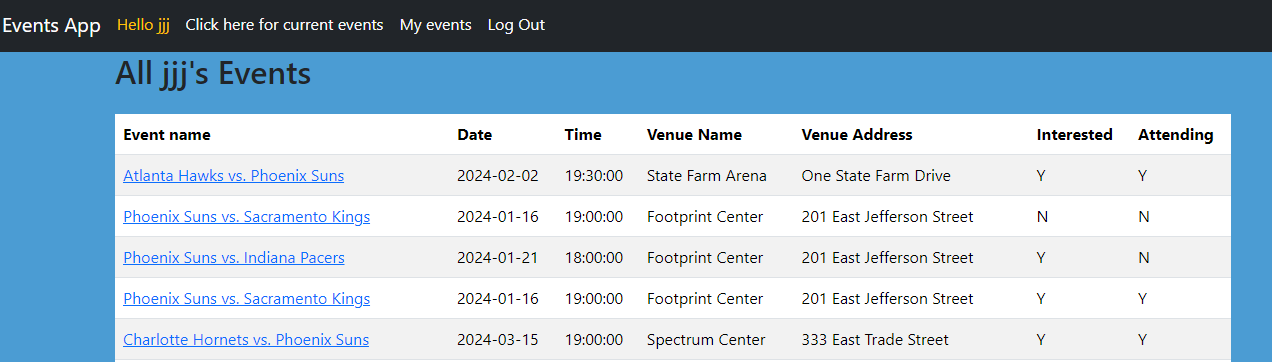 Events App Hello jjj Click here for current events My events Log Out
All jjj's Events
Event name Date Time Venue Name Venue Address Interested Attending
Atlanta Hawks vs. Phoenix Suns 2024-02-02 19:30:00 State Farm Arena One State Farm Drive Y Y
Phoenix Suns vs. Sacramento Kings 2024-01-16 19:00:00 Footprint Center 201 East Jefferson Street N N
Phoenix Suns vs. Indiana Pacers 2024-01-21 18:00:00 Footprint Center 201 East Jefferson Street Y N
Phoenix Suns vs. Sacramento Kings 2024-01-16 19:00:00 Footprint Center 201 East Jefferson Street Y Y
Charlotte Hornets vs. Phoenix Suns 2024-03-15 19:00:00 Spectrum Center 333 East Trade Street Y Y